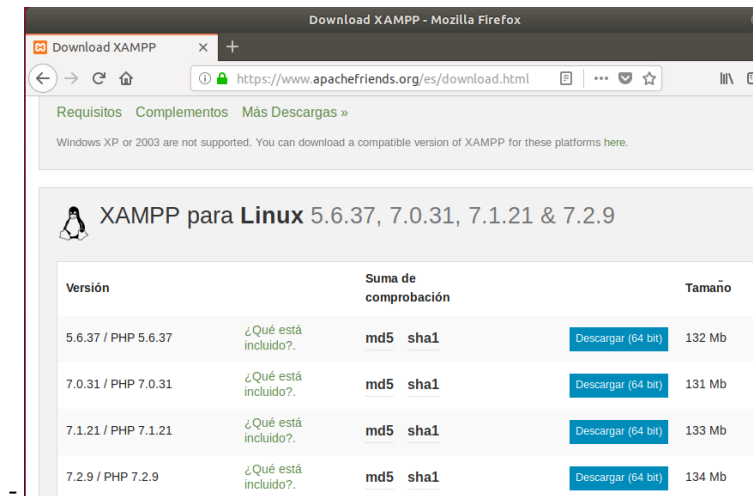 Download XAMPP - Mozilla Firefox
Download XAMPP × +
https://www.apachefriends.org/es/download.html
Requisitos Complementos Más Descargas »
Windows XP or 2003 are not supported. You can download a compatible version of XAMPP for these platforms here.
XAMPP para Linux 5.6.37, 7.0.31, 7.1.21 & 7.2.9
Versión
Suma de
comprobación
Tamaño
5.6.37 / PHP 5.6.37
¿Qué está
incluido?.
md5 sha1
Descargar (64 bit)
132 Mb
7.0.31 / PHP 7.0.31
¿Qué está
incluido?.
md5 sha1
Descargar (64 bit)
131 Mb
7.1.21 / PHP 7.1.21
¿Qué está
incluido?.
md5 sha1
Descargar (64 bit)
133 Mb
7.2.9 / PHP 7.2.9
¿Qué está
incluido?.
md5 sha1
Descargar (64 bit)
134 Mb
-